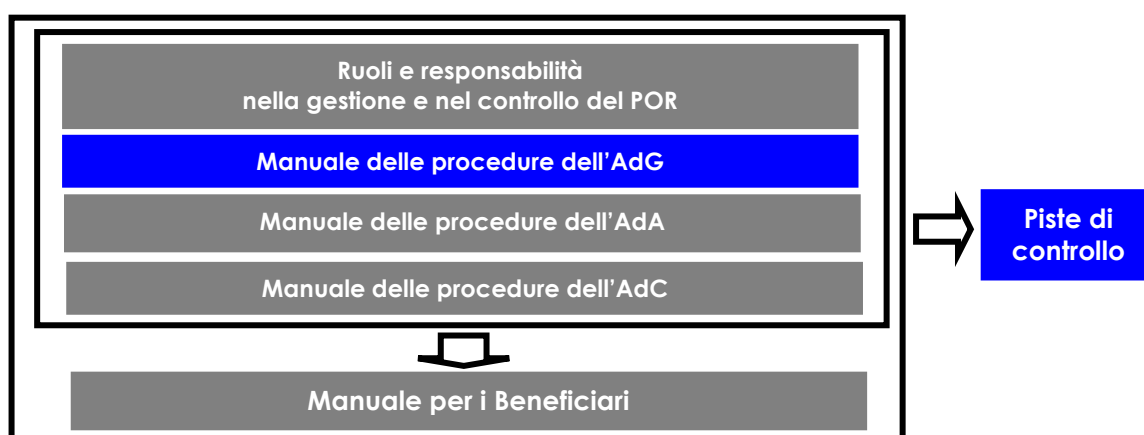 Ruoli e responsabilità
nella gestione e nel controllo del POR
Manuale delle procedure dell'AdG
Manuale delle procedure dell'AdA
Manuale delle procedure dell'AdC
Piste di
controllo
Manuale per i Beneficiari